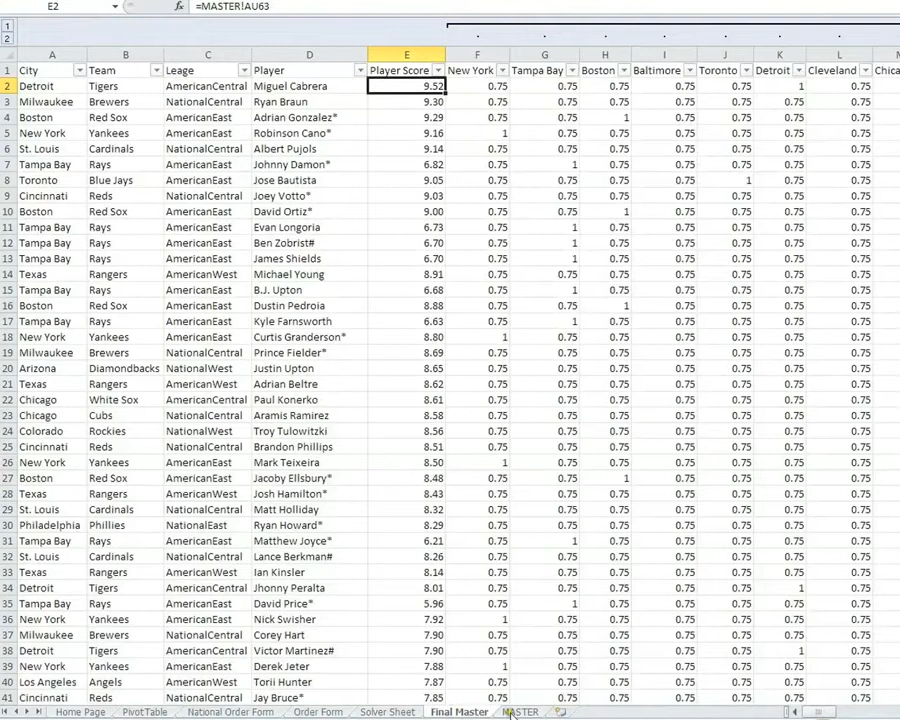 E2 fx =MASTER!AU63
1
2
A B C D E F G H I J K L
1 City Team Leage Player Player Score New York Tampa Bay Boston Baltimore Toronto Detroit Cleveland Chica
2 Detroit Tigers AmericanCentral Miguel Cabrera 9.52 0.75 0.75 0.75 0.75 0.75 1 0.75
3 Milwaukee Brewers NationalCentral Ryan Braun 9.30 0.75 0.75 0.75 0.75 0.75 0.75 0.75
4 Boston Red Sox AmericanEast Adrian Gonzalez* 9.29 0.75 0.75 1 0.75 0.75 0.75 0.75
5 New York Yankees AmericanEast Robinson Cano* 9.16 1 0.75 0.75 0.75 0.75 0.75 0.75
6 St. Louis Cardinals NationalCentral Albert Pujols 9.14 0.75 0.75 0.75 0.75 0.75 0.75 0.75
7 Tampa Bay Rays AmericanEast Johnny Damon* 6.82 0.75 1 0.75 0.75 0.75 0.75 0.75
8 Toronto Blue Jays AmericanEast Jose Bautista 9.05 0.75 0.75 0.75 0.75 1 0.75 0.75
9 Cincinnati Reds NationalCentral Joey Votto* 9.03 0.75 0.75 0.75 0.75 0.75 0.75 0.75
10 Boston Red Sox AmericanEast David Ortiz* 9.00 0.75 0.75 1 0.75 0.75 0.75 0.75
11 Tampa Bay Rays AmericanEast Evan Longoria 6.73 0.75 1 0.75 0.75 0.75 0.75 0.75
12 Tampa Bay Rays AmericanEast Ben Zobrist# 6.70 0.75 1 0.75 0.75 0.75 0.75 0.75
13 Tampa Bay Rays AmericanEast James Shields 6.70 0.75 1 0.75 0.75 0.75 0.75 0.75
14 Texas Rangers AmericanWest Michael Young 8.91 0.75 0.75 0.75 0.75 0.75 0.75 0.75
15 Tampa Bay Rays AmericanEast B.J. Upton 6.68 0.75 1 0.75 0.75 0.75 0.75 0.75
16 Boston Red Sox AmericanEast Dustin Pedroia 8.88 0.75 0.75 1 0.75 0.75 0.75 0.75
17 Tampa Bay Rays AmericanEast Kyle Farnsworth 6.63 0.75 1 0.75 0.75 0.75 0.75 0.75
18 New York Yankees AmericanEast Curtis Granderson* 8.80 1 0.75 0.75 0.75 0.75 0.75 0.75
19 Milwaukee Brewers NationalCentral Prince Fielder* 8.69 0.75 0.75 0.75 0.75 0.75 0.75 0.75
20 Arizona Diamondbacks NationalWest Justin Upton 8.65 0.75 0.75 0.75 0.75 0.75 0.75 0.75
21 Texas Rangers AmericanWest Adrian Beltre 8.62 0.75 0.75 0.75 0.75 0.75 0.75 0.75
22 Chicago White Sox AmericanCentral Paul Konerko 8.61 0.75 0.75 0.75 0.75 0.75 0.75 0.75
23 Chicago Cubs NationalCentral Aramis Ramirez 8.58 0.75 0.75 0.75 0.75 0.75 0.75 0.75
24 Colorado Rockies NationalWest Troy Tulowitzki 8.54 0.75 0.75 0.75 0.75 0.75 0.75 0.75
25 Cincinnati Reds NationalCentral Brandon Phillips 8.51 0.75 0.75 0.75 0.75 0.75 0.75 0.75
26 New York Yankees AmericanEast Mark Teixeira 8.50 1 0.75 0.75 0.75 0.75 0.75 0.75
27 Boston Red Sox AmericanEast Jacoby Ellsbury* 8.48 0.75 0.75 1 0.75 0.75 0.75 0.75
28 Texas Rangers AmericanWest Josh Hamilton* 8.43 0.75 0.75 0.75 0.75 0.75 0.75 0.75
29 St. Louis Cardinals NationalCentral Matt Holliday 8.32 0.75 0.75 0.75 0.75 0.75 0.75 0.75
30 Philadelphia Phillies NationalEast Ryan Howard* 8.29 0.75 0.75 0.75 0.75 0.75 0.75 0.75
31 Tampa Bay Rays AmericanEast Matthew Joyce* 6.21 0.75 1 0.75 0.75 0.75 0.75 0.75
32 St. Louis Cardinals NationalCentral Lance Berkman# 8.26 0.75 0.75 0.75 0.75 0.75 0.75 0.75
33 Texas Rangers AmericanWest Ian Kinsler 8.14 0.75 0.75 0.75 0.75 0.75 0.75 0.75
34 Detroit Tigers AmericanCentral Jhonny Peralta 8.01 0.75 0.75 0.75 0.75 0.75 1 0.75
35 Tampa Bay Rays AmericanEast David Price* 5.96 0.75 1 0.75 0.75 0.75 0.75 0.75
36 New York Yankees AmericanEast Nick Swisher 7.92 1 0.75 0.75 0.75 0.75 0.75 0.75
37 Milwaukee Brewers NationalCentral Corey Hart 7.90 0.75 0.75 0.75 0.75 0.75 0.75 0.75
38 Detroit Tigers AmericanCentral Victor Martinez# 7.90 0.75 0.75 0.75 0.75 0.75 1 0.75
39 New York Yankees AmericanEast Derek Jeter 7.88 1 0.75 0.75 0.75 0.75 0.75 0.75
40 Los Angeles Angels AmericanWest Torii Hunter 7.87 0.75 0.75 0.75 0.75 0.75 0.75 0.75
41 Cincinnati Reds NationalCentral Jay Bruce* 7.85 0.75 0.75 0.75 0.75 0.75 0.75 0.75
Home Page PivotTable National Order Form Order Form Solver Sheet Final Master MASTER